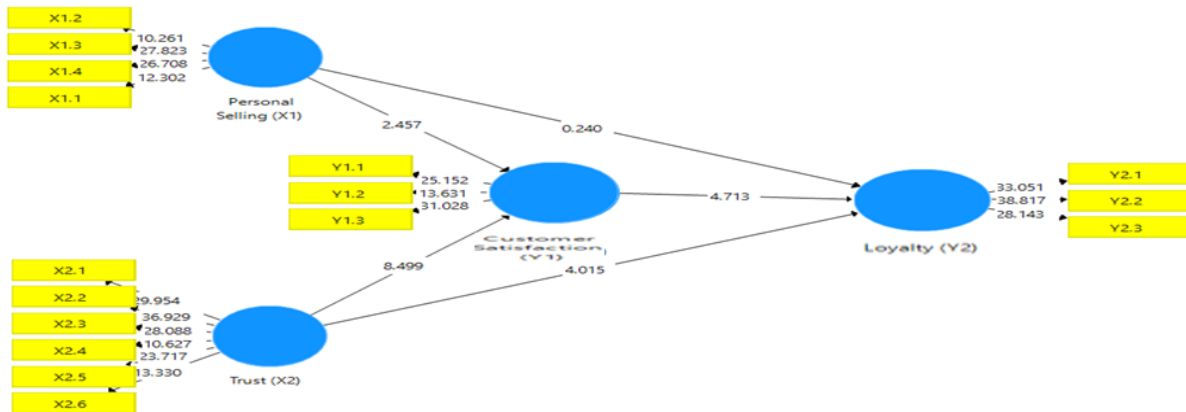 X1.2
X1.3
X1.4
X1.1
10.261
27.823
26.708
12.302
Personal
Selling (X1)
2.457
0.240
Y1.1
Y1.2
Y1.3
25.152
13.631
31.028
Customer
Satisfaction)
(Y1)
4.713
33.051
38.817
28.143
Y2.1
Y2.2
Y2.3
Loyalty (Y2)
8.499
4.015
X2.1
X2.2
X2.3
X2.4
X2.5
X2.6
29.954
36.929
28.088
10.627
23.717
13.330
Trust (X2)